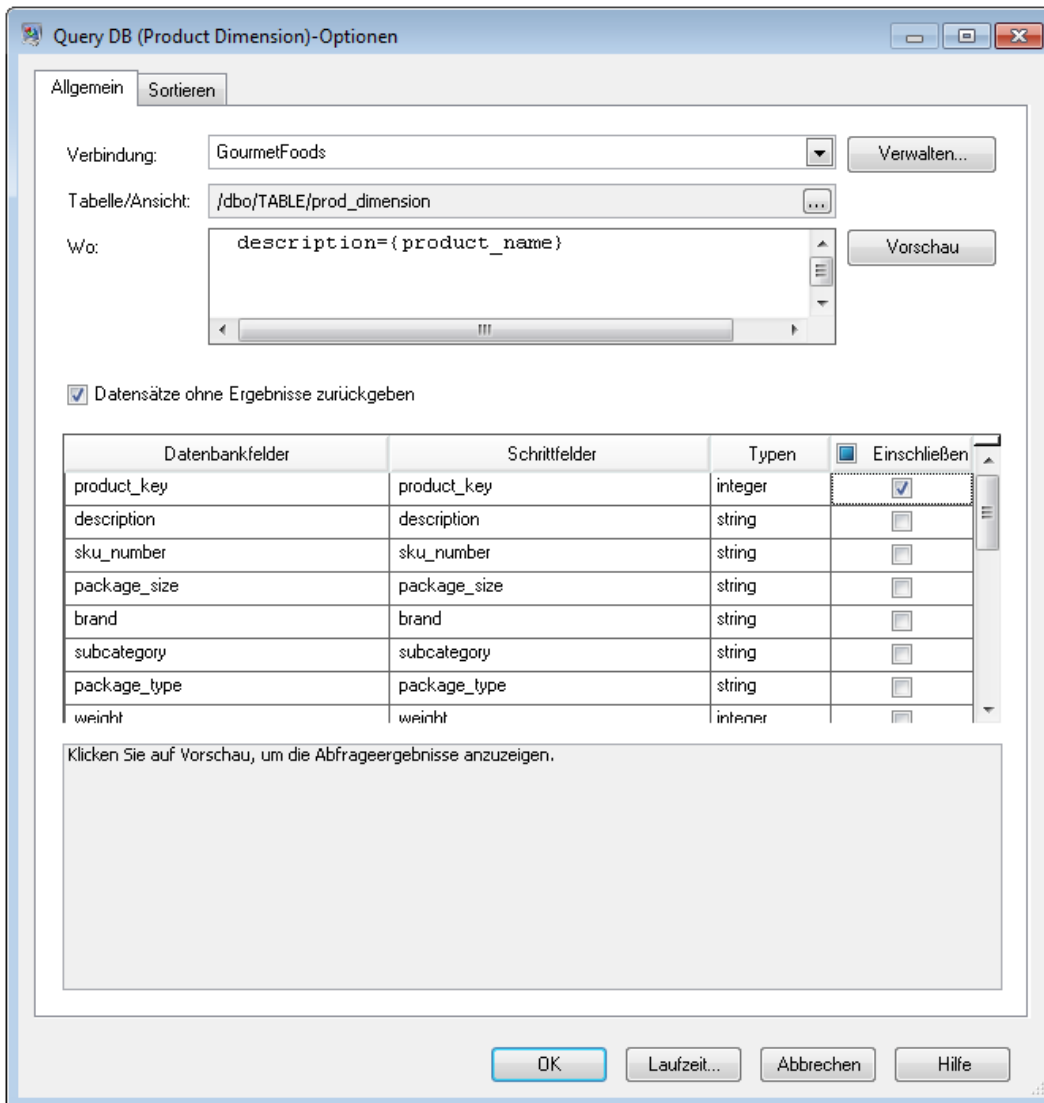 Query DB (Product Dimension)-Optionen
Allgemein Sortieren
Verbindung: GourmetFoods Verwalten...
Tabelle/Ansicht: /dbo/TABLE/prod_dimension ...
Wo: description={product_name} Vorschau
Datensätze ohne Ergebnisse zurückgeben
Datenbankfelder Schrittfelder Typen Einschließen
product_key product_key integer
description description string
sku_number sku_number string
package_size package_size string
brand brand string
subcategory subcategory string
package_type package_type string
weight weight integer
Klicken Sie auf Vorschau, um die Abfrageergebnisse anzuzeigen.
OK Laufzeit... Abbrechen Hilfe